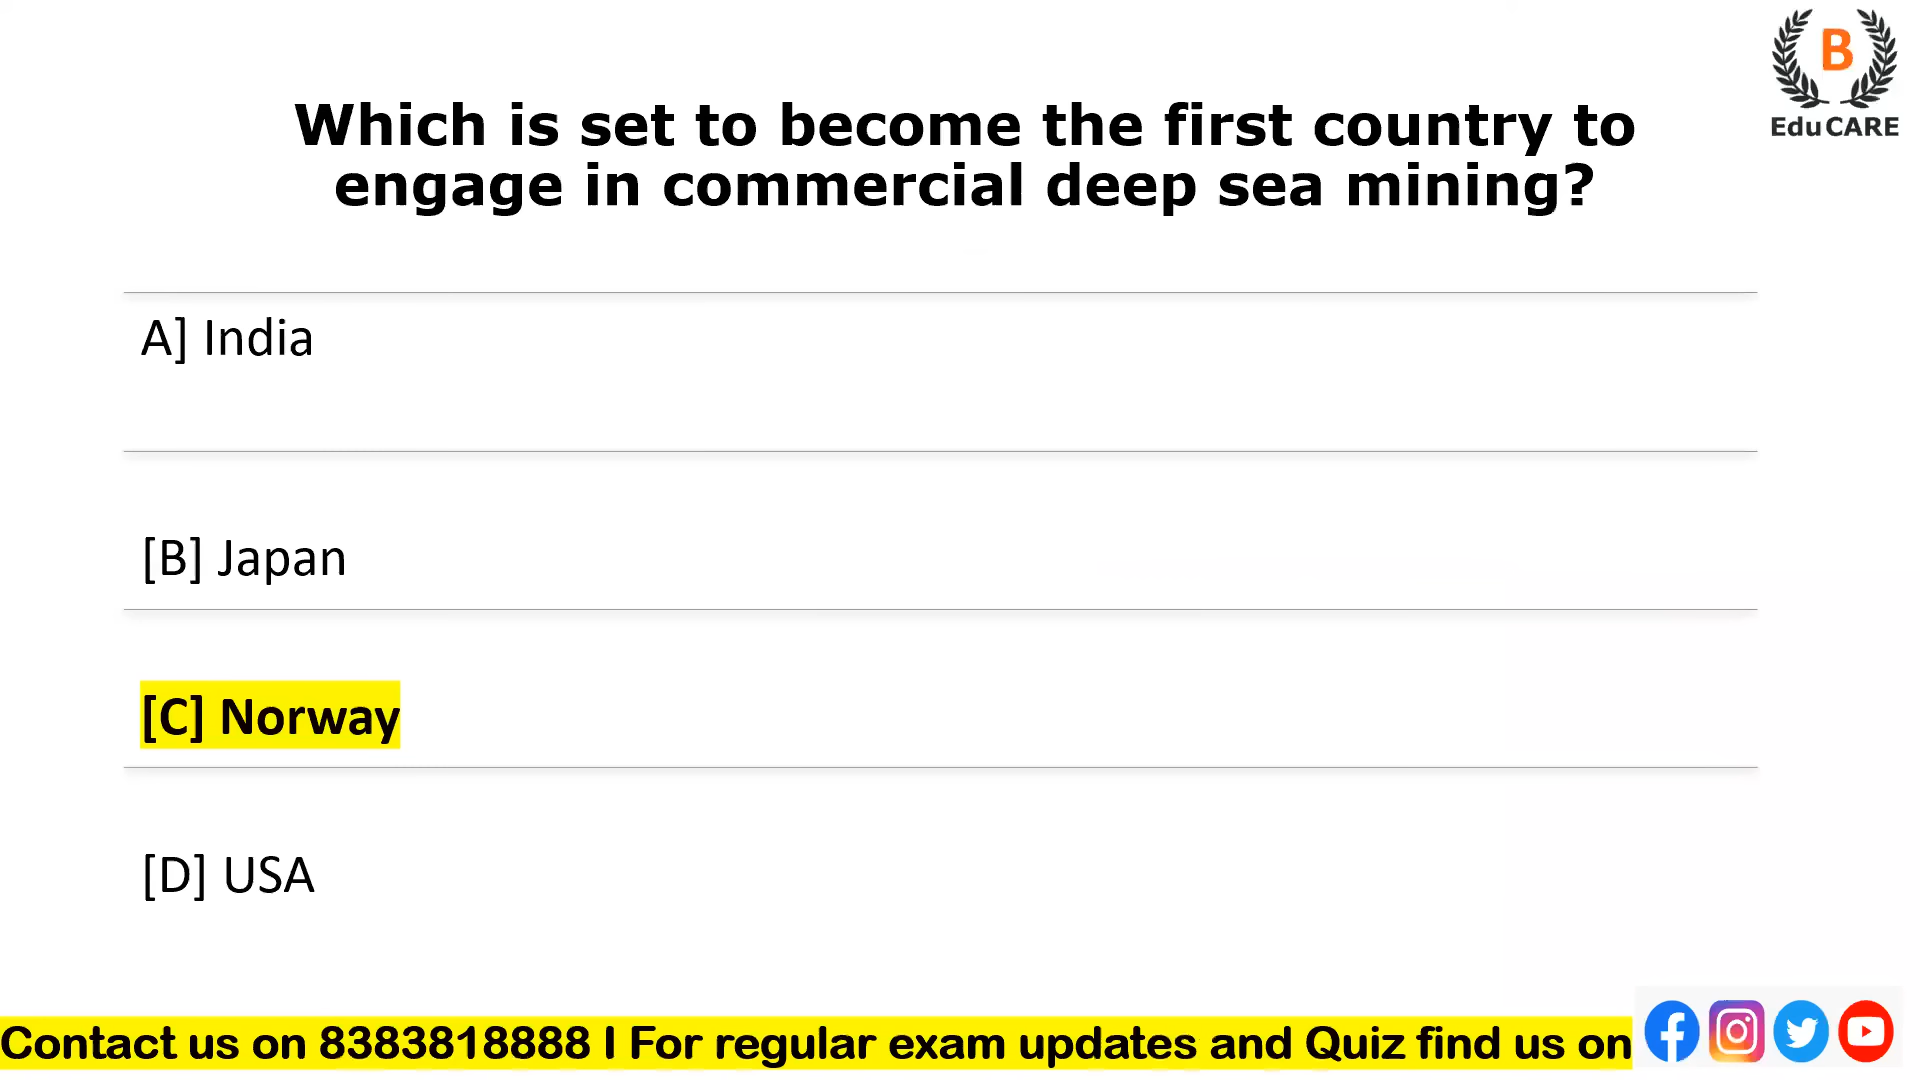 B
EduCARE
Which is set to become the first country to
engage in commercial deep sea mining?
A] India
[B] Japan
[C] Norway
[D] USA
Contact us on 8383818888 I For regular exam updates and Quiz find us on